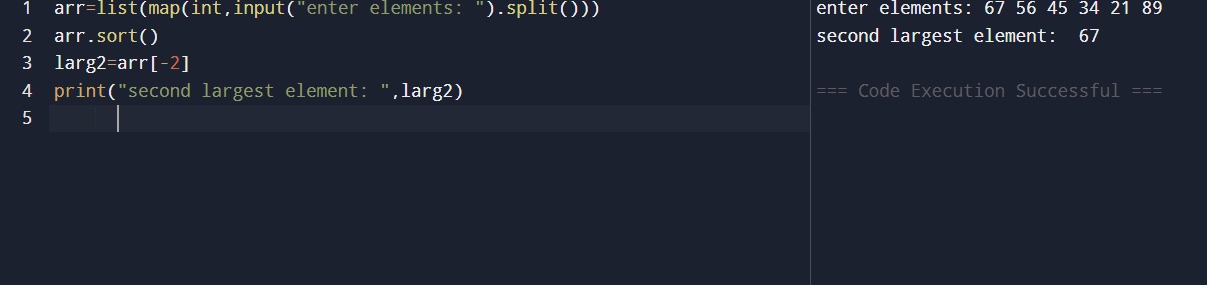 1 arr=list(map(int,input("enter elements: ").split()))
2 arr.sort()
3 larg2=arr[-2]
4 print("second largest element: ",larg2)
5
enter elements: 67 56 45 34 21 89
second largest element:  67
=== Code Execution Successful ===